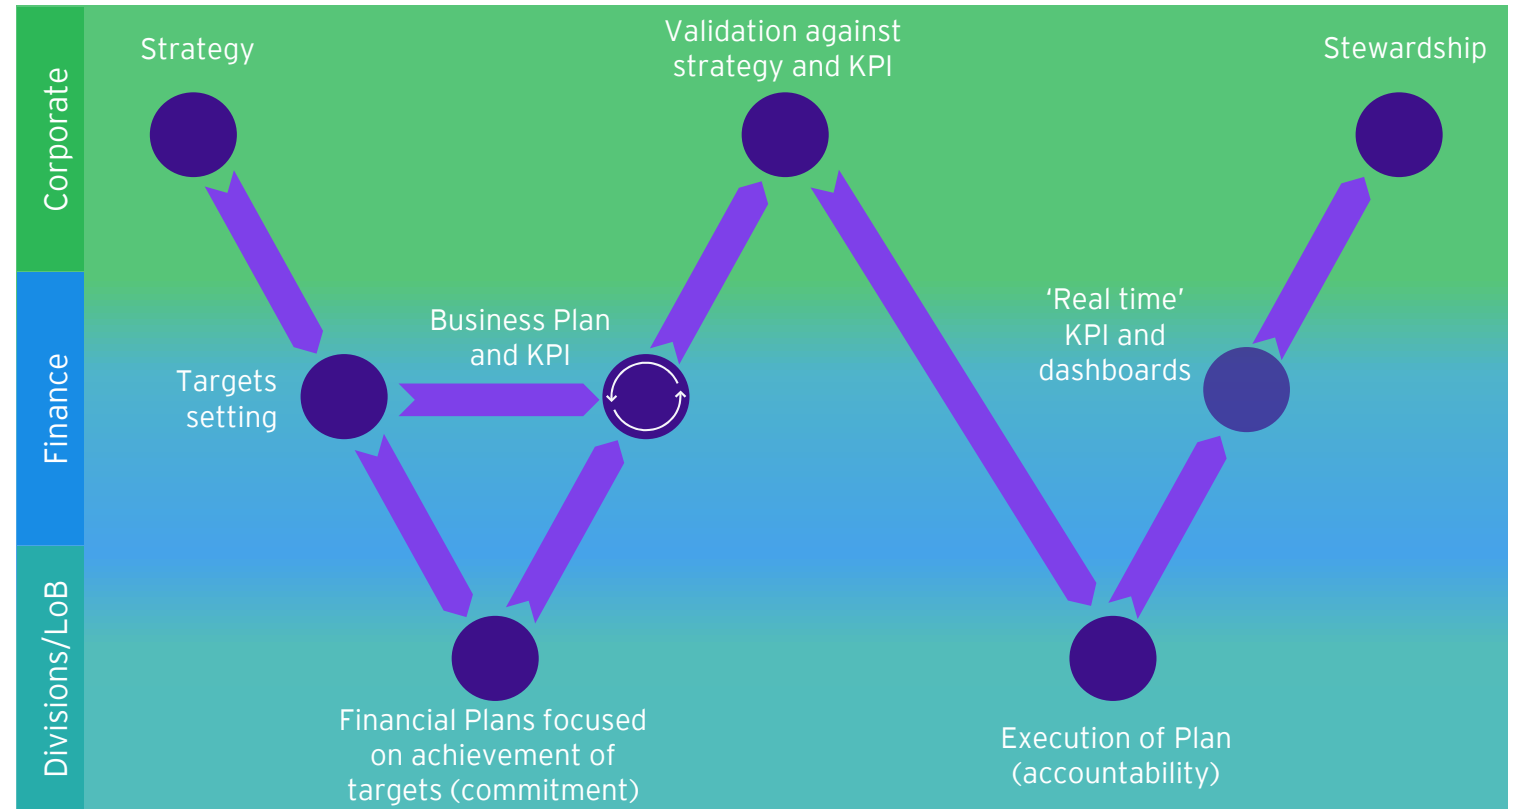 Corporate
Finance
Divisions/LoB
Strategy
Targets
setting
Financial Plans focused
on achievement of
targets (commitment)
Business Plan
and KPI
Validation against
strategy and KPI
Execution of Plan
(accountability)
‘Real time’
KPI and
dashboards
Stewardship